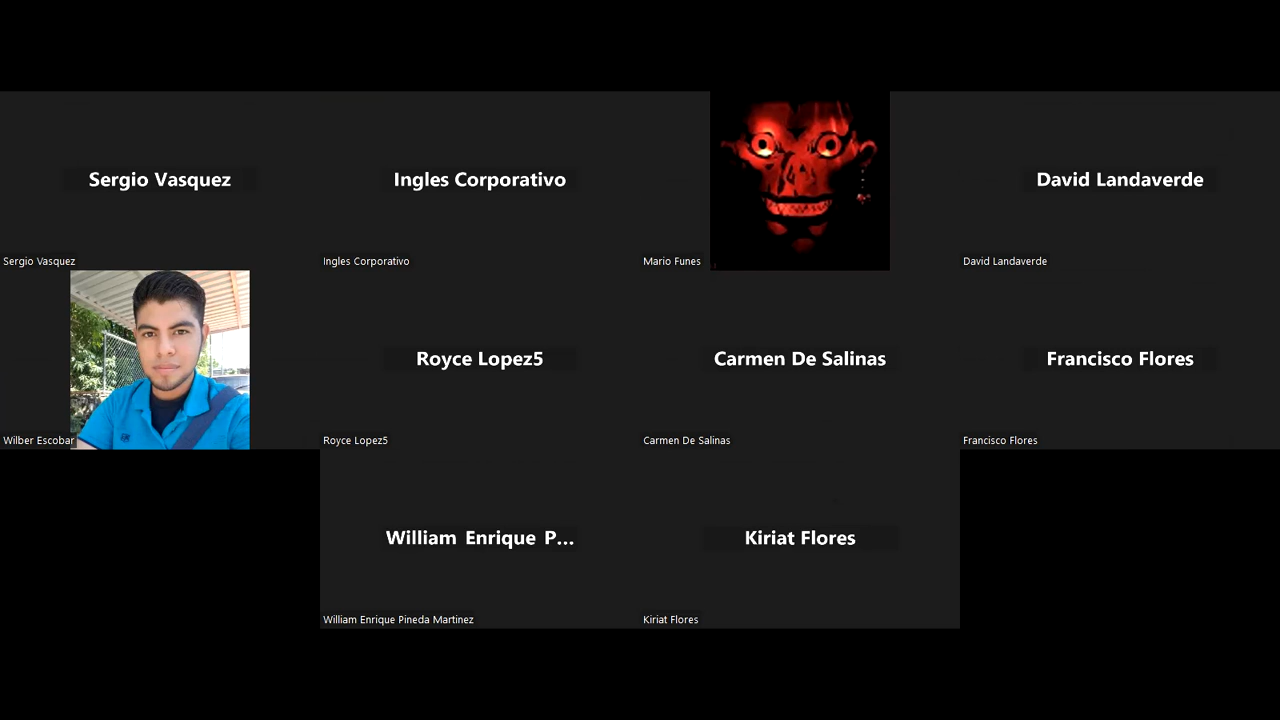 Sergio Vasquez
Ingles Corporativo
David Landaverde
Sergio Vasquez
Ingles Corporativo
Mario Funes
David Landaverde
Royce Lopez5
Carmen De Salinas
Francisco Flores
Wilber Escobar
Royce Lopez5
Carmen De Salinas
Francisco Flores
William Enrique P...
Kiriat Flores
William Enrique Pineda Martinez
Kiriat Flores